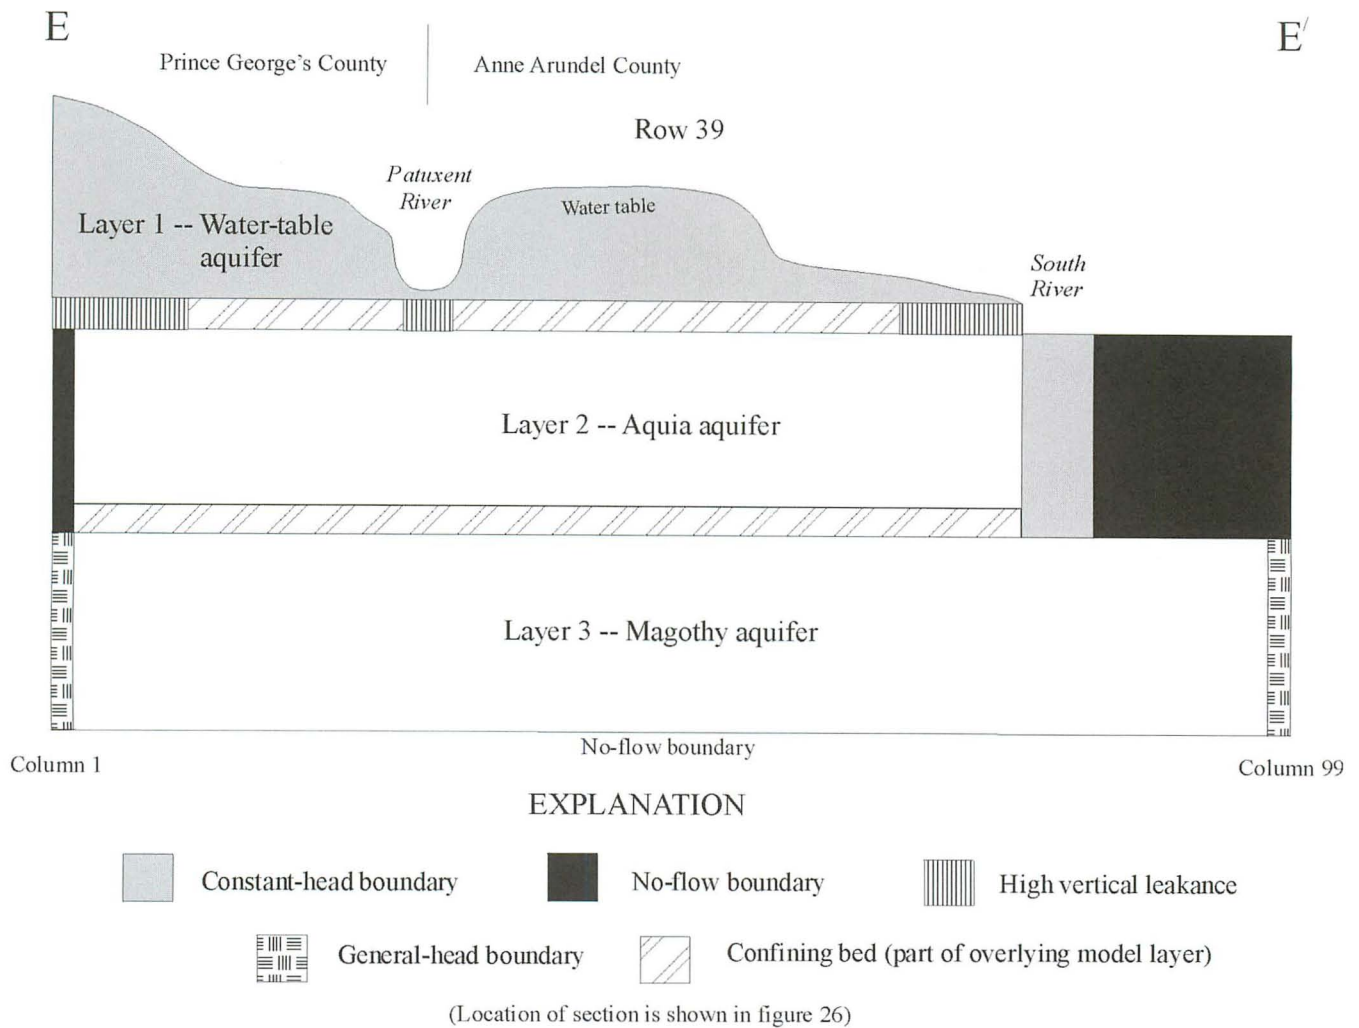 E
E′
Prince George's County
Anne Arundel County
Row 39
Patuxent
River
Water table
Layer 1 -- Water-table
aquifer
South
River
Layer 2 -- Aquia aquifer
Layer 3 -- Magothy aquifer
No-flow boundary
Column 1
Column 99
EXPLANATION
Constant-head boundary
No-flow boundary
High vertical leakance
General-head boundary
Confining bed (part of overlying model layer)
(Location of section is shown in figure 26)